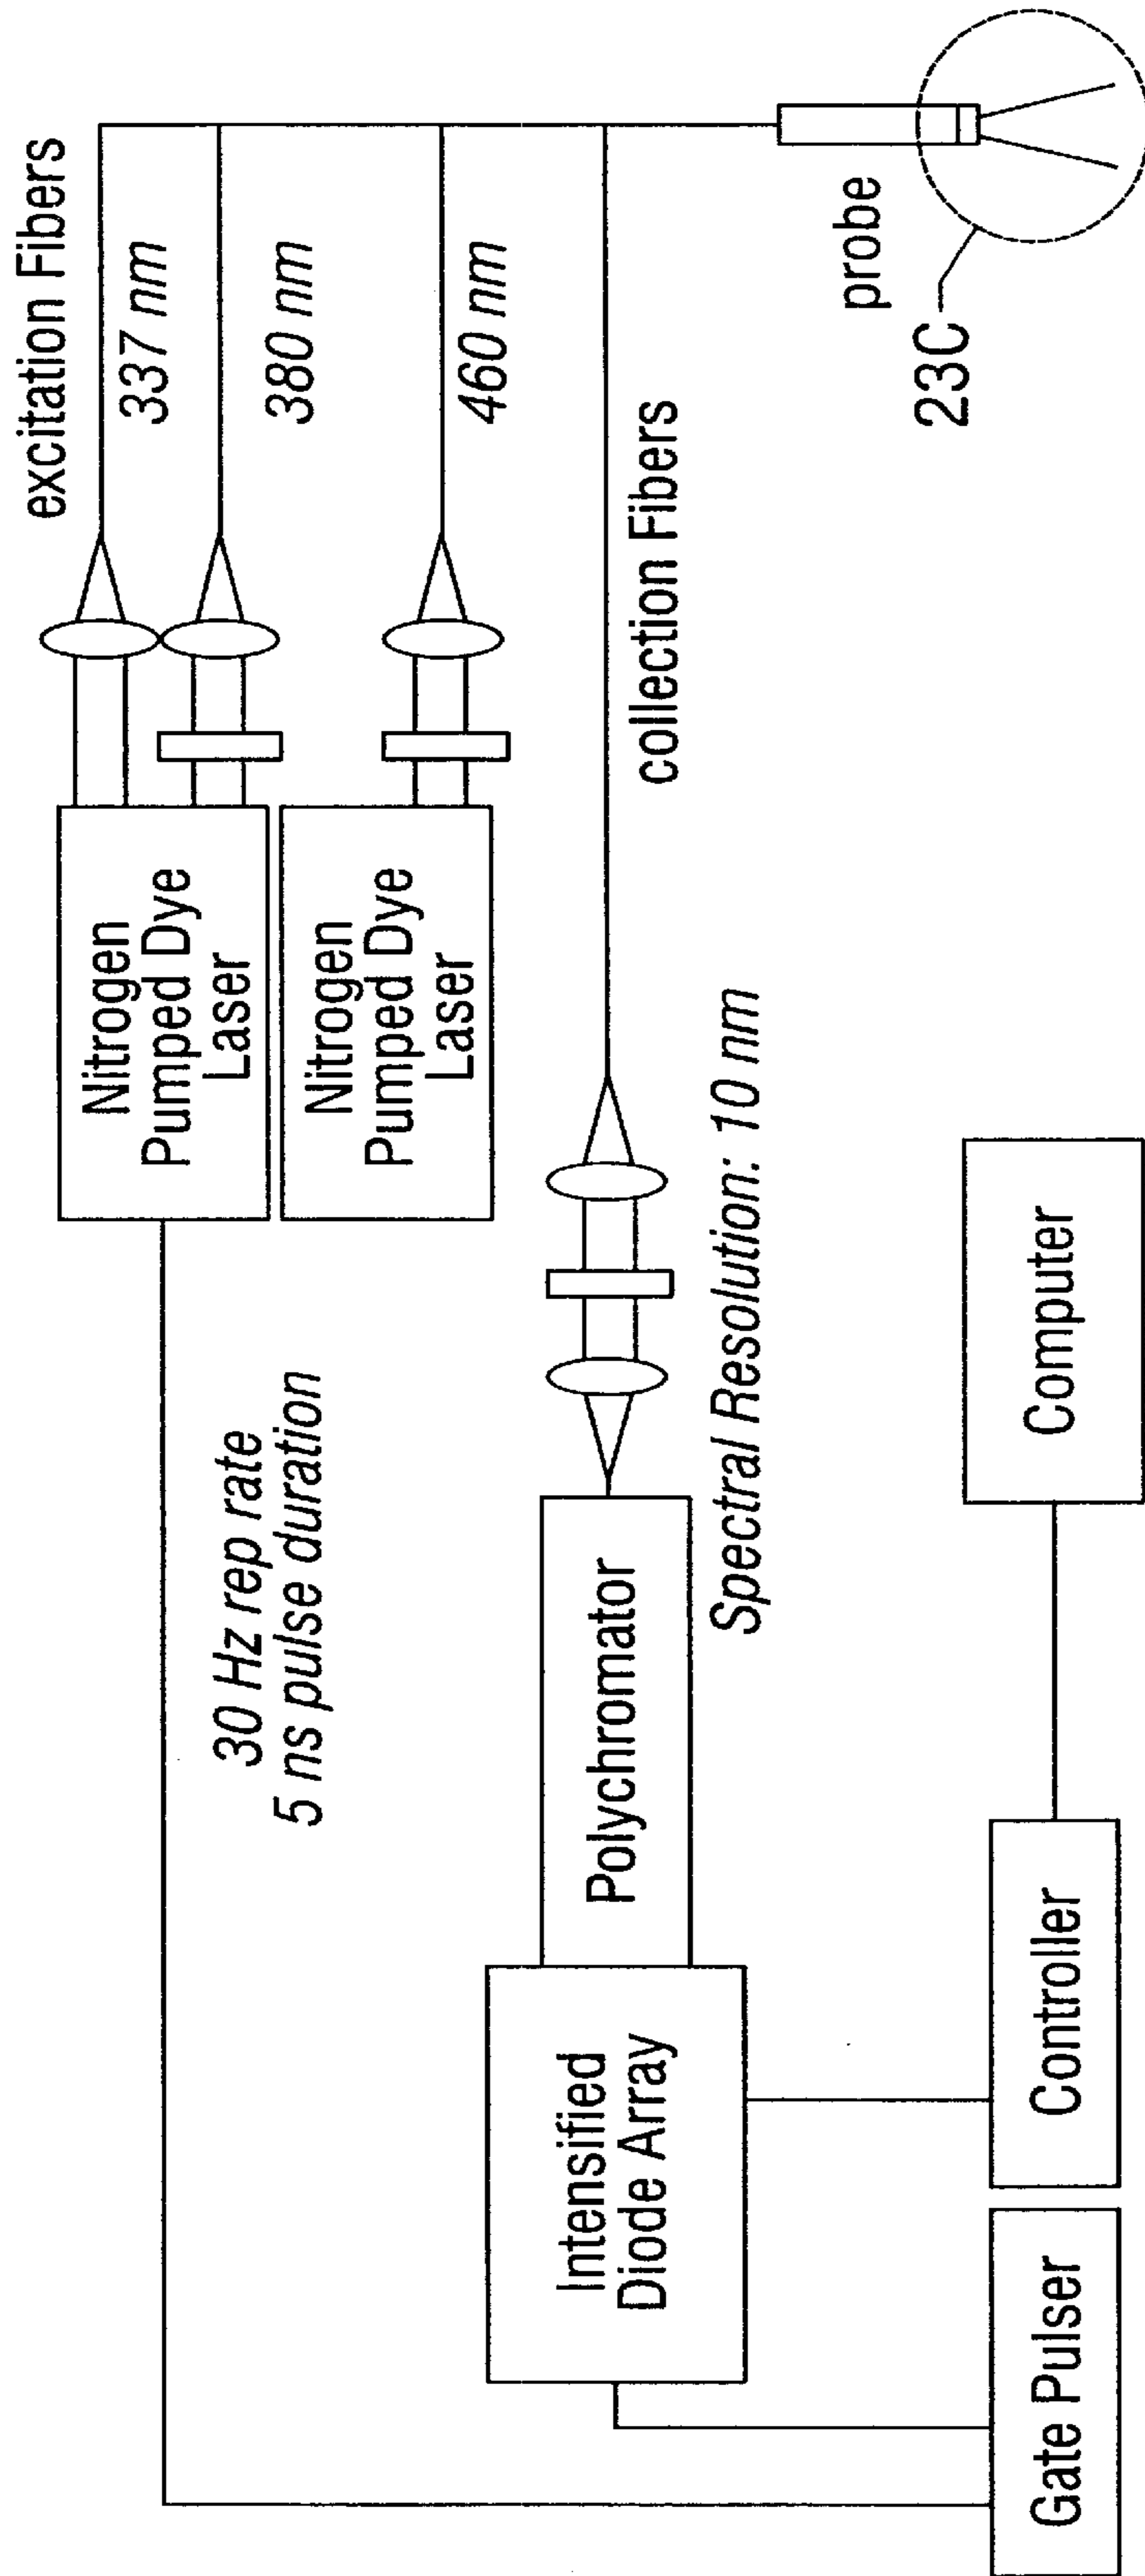 excitation Fibers
337 nm
380 nm
460 nm
Nitrogen
Pumped Dye
Laser
Nitrogen
Pumped Dye
Laser
30 Hz rep rate
5 ns pulse duration
collection Fibers
probe
23C
Spectral Resolution: 10 nm
Polychromator
Intensified
Diode Array
Computer
Controller
Gate Pulser